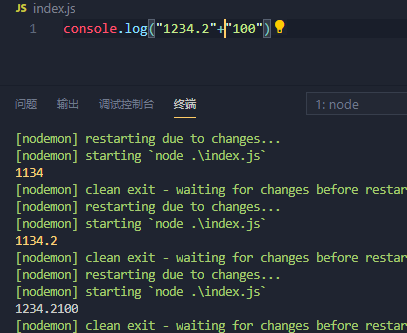 JS index.js
1 console.log("1234.2"+"100")
问题 输出 调试控制台 终端 1: node
[nodemon] restarting due to changes...
[nodemon] starting `node .\index.js`
1134
[nodemon] clean exit - waiting for changes before restar
[nodemon] restarting due to changes...
[nodemon] starting `node .\index.js`
1134.2
[nodemon] clean exit - waiting for changes before restar
[nodemon] restarting due to changes...
[nodemon] starting `node .\index.js`
1234.2100
[nodemon] clean exit - waiting for changes before restar